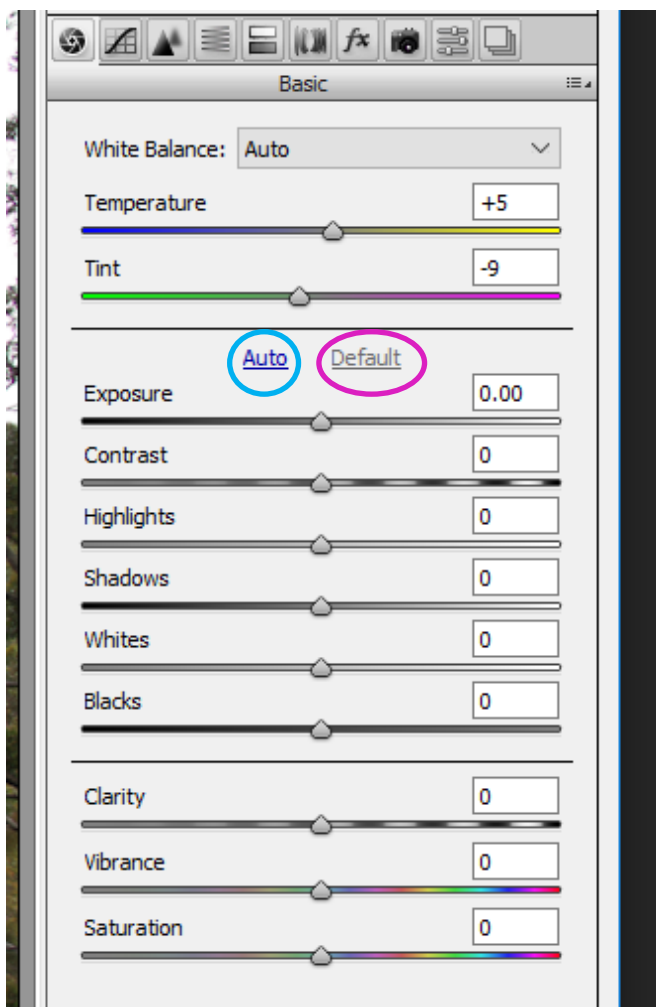 fx
Basic
White Balance: Auto
Temperature +5
Tint -9
Auto Default
Exposure 0.00
Contrast 0
Highlights 0
Shadows 0
Whites 0
Blacks 0
Clarity 0
Vibrance 0
Saturation 0